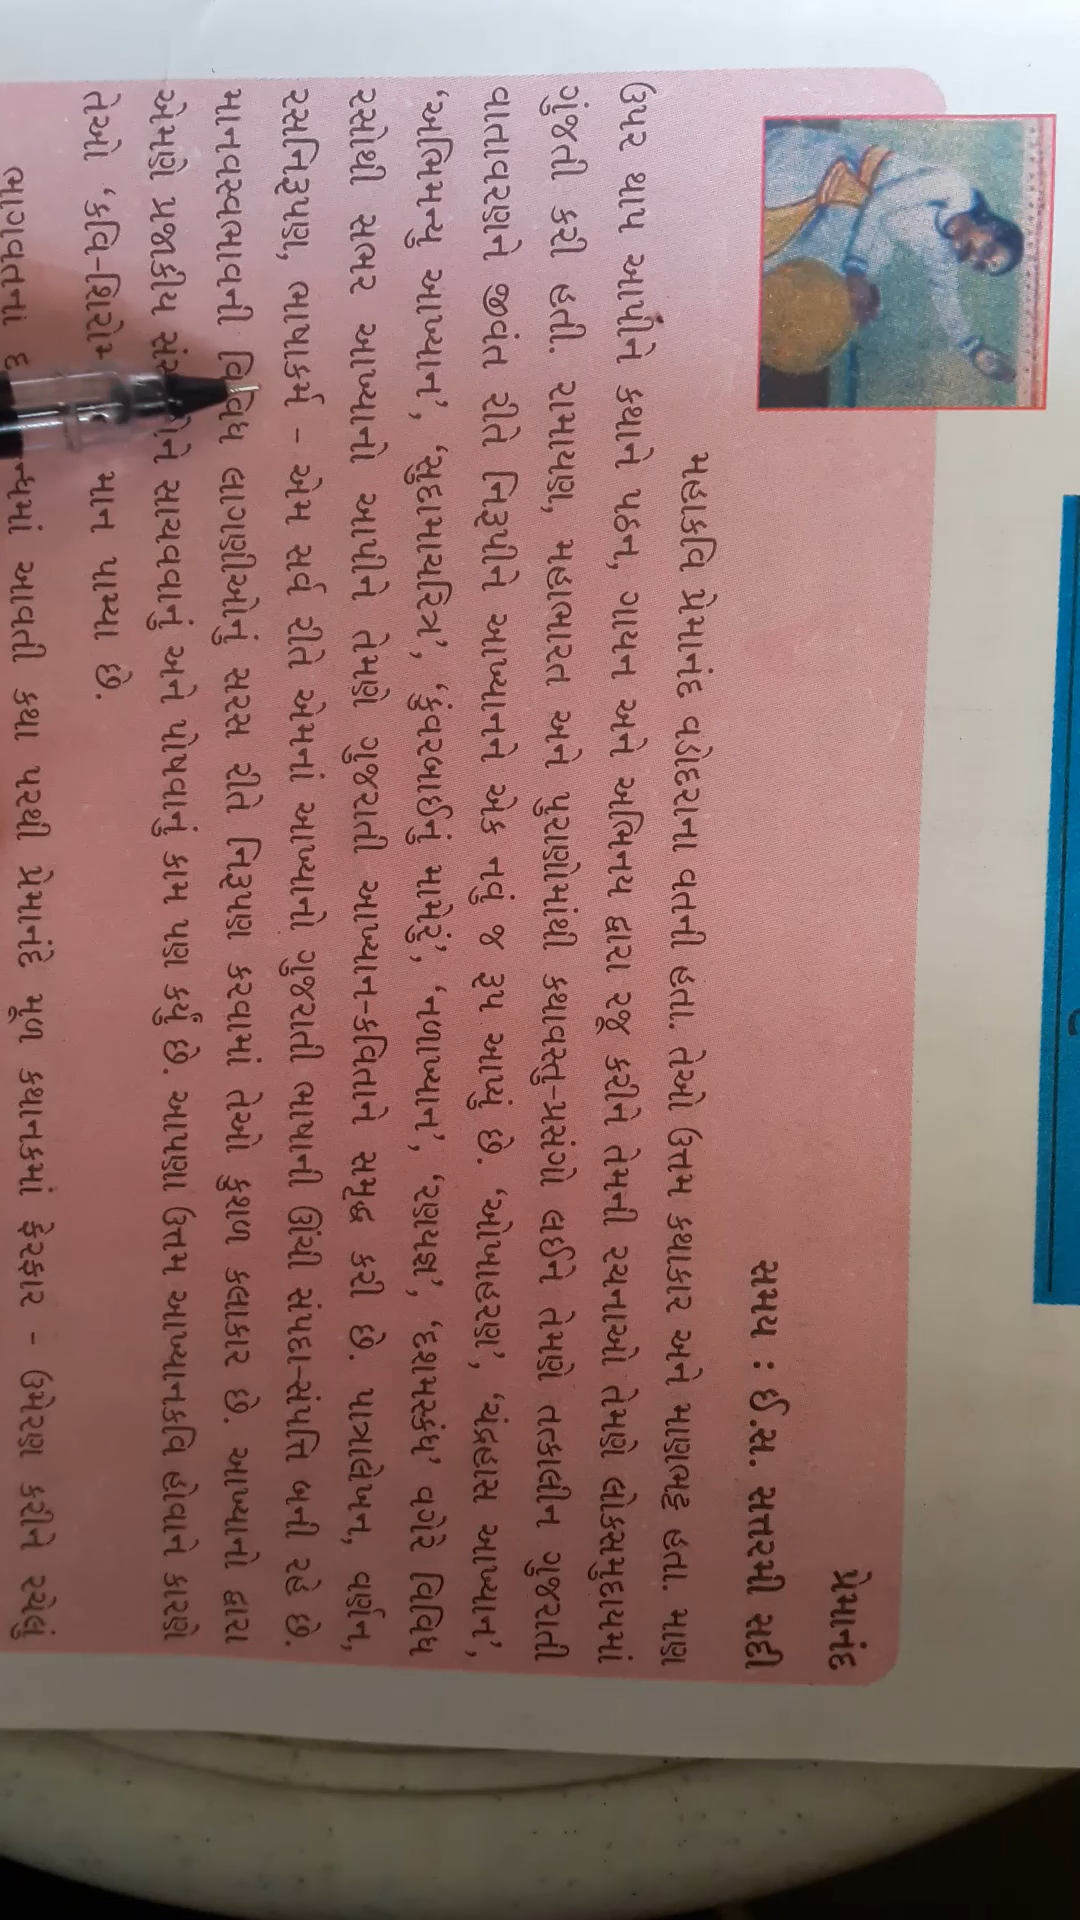 પ્રેમાનંદ
સમય : ઈ.સ. સત્તરમી સદી
મહાકવિ પ્રેમાનંદ વડોદરાના વતની હતા. તેઓ ઉત્તમ કથાકાર અને માણભટ્ટ હતા. માણ
ઉપર થાપ આપીને કથાને પઠન, ગાયન અને અભિનય દ્વારા રજૂ કરીને તેમની રચનાઓ તેમણે લોકસમુદાયમાં
ગુંજતી કરી હતી. રામાયણ, મહાભારત અને પુરાણોમાંથી કથાવસ્તુ-પ્રસંગો લઈને તેમણે તત્કાલીન ગુજરાતી
વાતાવરણને જીવંત રીતે નિરૂપીને આખ્યાનને એક નવું જ રૂપ આપ્યું છે. ‘ઓખાહરણ’, ‘ચંદ્રહાસ આખ્યાન’,
‘અભિમન્યુ આખ્યાન’, ‘સુદામાચરિત્ર’, ‘કુંવરબાઈનું મામેરું’, ‘નળાખ્યાન’, ‘રણયજ્ઞ’, ‘દશમસ્કંધ’ વગેરે વિવિધ
રસોથી સભર આખ્યાનો આપીને તેમણે ગુજરાતી આખ્યાન-કવિતાને સમૃદ્ધ કરી છે. પાત્રાલેખન, વર્ણન,
રસનિરૂપણ, ભાષાકર્મ – એમ સર્વ રીતે એમનાં આખ્યાનો ગુજરાતી ભાષાની ઊંચી સંપદા-સંપત્તિ બની રહે છે.
માનવસ્વભાવની વિવિધ લાગણીઓનું સરસ રીતે નિરૂપણ કરવામાં તેઓ કુશળ કલાકાર છે. આખ્યાનો દ્વારા
એમણે પ્રજાકીય સાચવવાનું અને પોષવાનું કામ પણ કર્યું છે. આપણા ઉત્તમ આખ્યાનકવિ હોવાને કારણે
તેઓ માન પામ્યા છે.
ભાગવતના આવતી કથા પરથી પ્રેમાનંદે મૂળ કથાનકમાં ફેરફાર – ઉમેરણ કરીને રચેલું